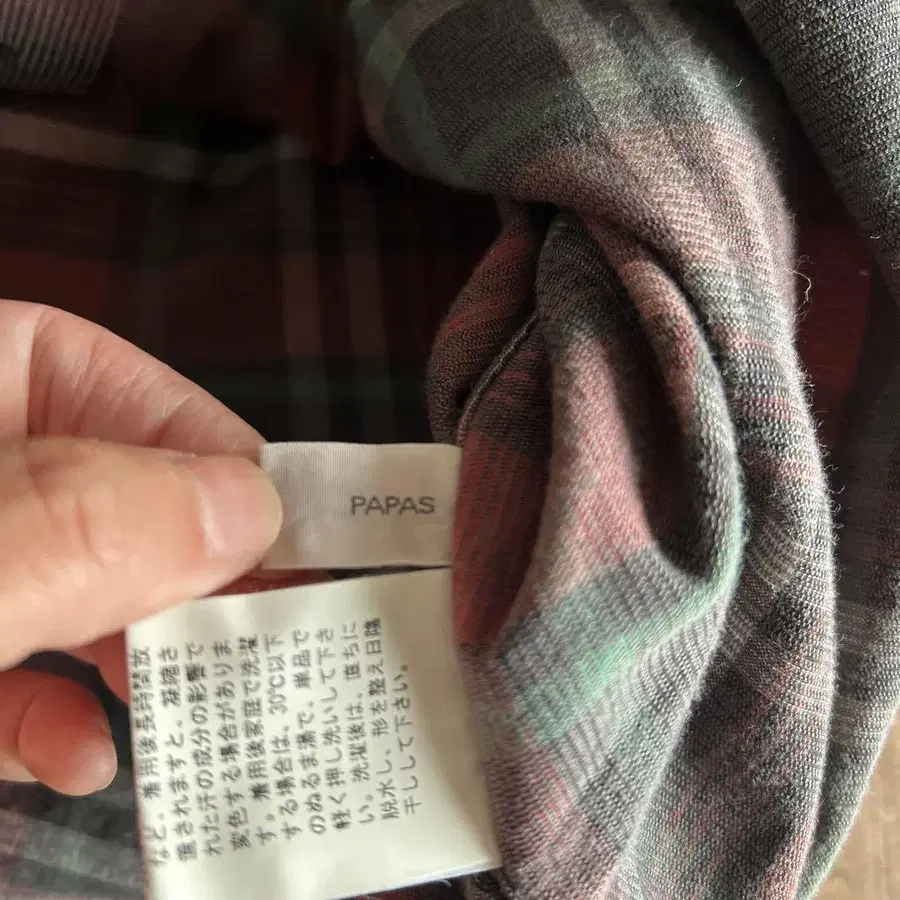 PAPAS
など、着用後長時間放
置されますと、凝縮さ
れた汗の成分の影響で
変色する場合がありま
す。着用後家庭で洗濯
する場合は、30℃以下
のぬるま湯で、単品で
軽く押し洗いして下さ
い。洗濯後は、直ちに
脱水し、形を整え日陰
干しして下さい。